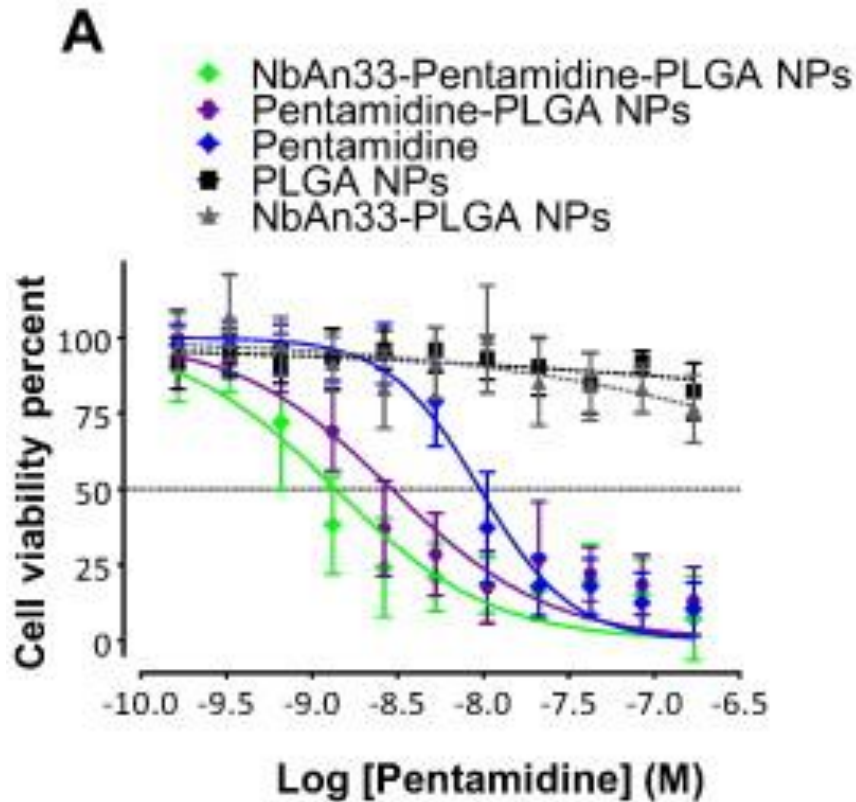 A
NbAn33-Pentamidine-PLGA NPs
Pentamidine-PLGA NPs
Pentamidine
PLGA NPs
NbAn33-PLGA NPs
Cell viability percent
100
75
50
25
0
-10.0 -9.5 -9.0 -8.5 -8.0 -7.5 -7.0 -6.5
Log [Pentamidine] (M)